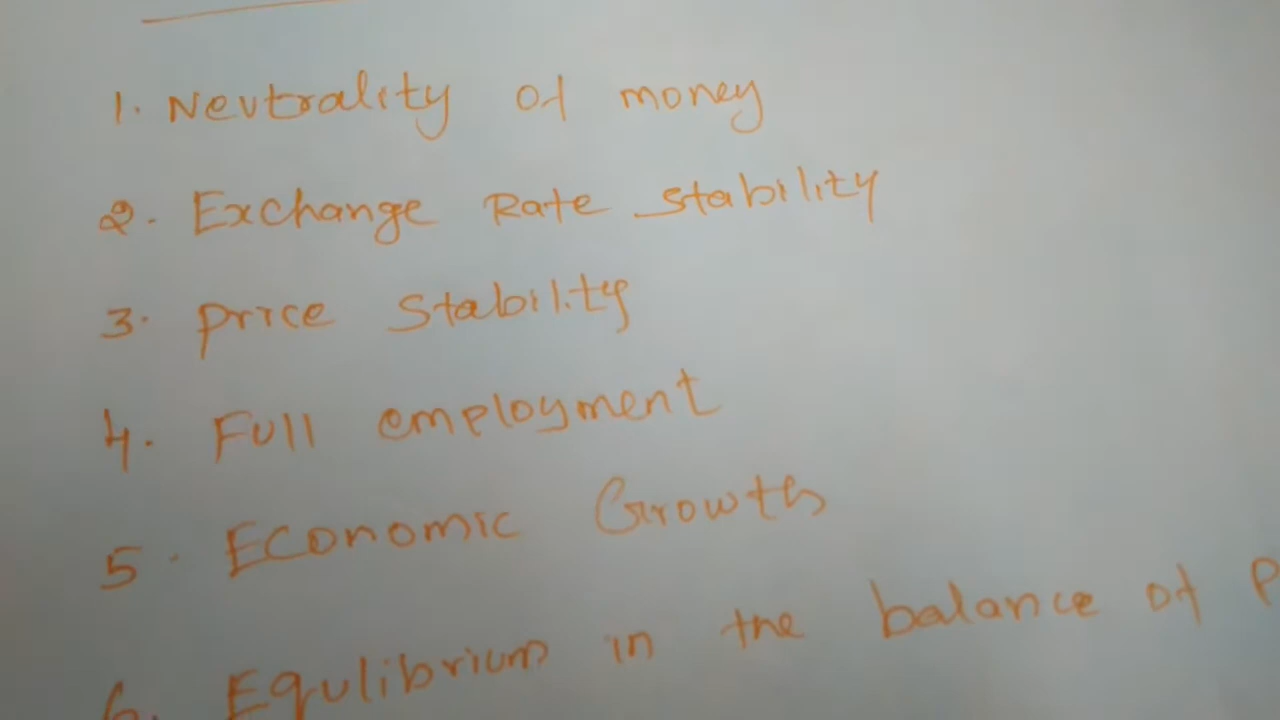 1. Neutrality of money
2. Exchange Rate stability
3. Price Stability
4. Full employment
5. Economic Growth
6. Equlibrium in the balance of P